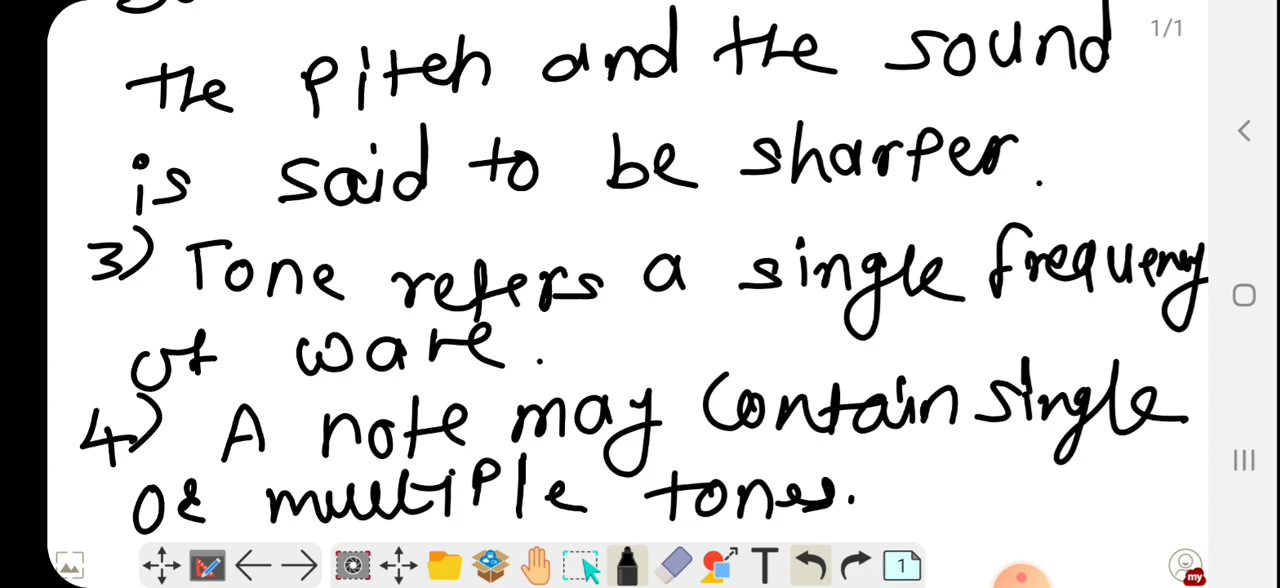 1/1
the pitch and the sound
is said to be sharper.
3) Tone refers a single frequency
of wave.
4) A note may contain single
or multiple tones.
T
1
my